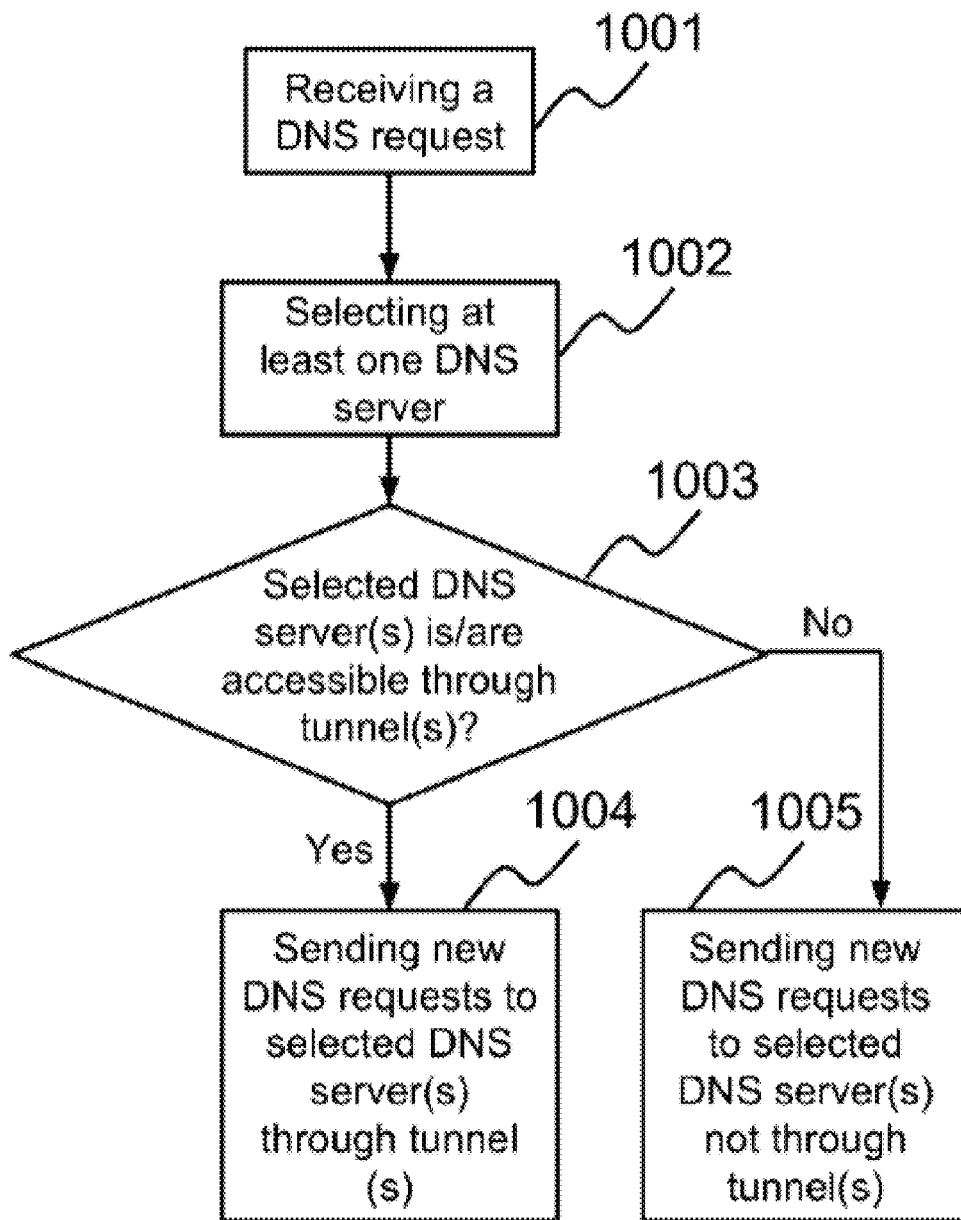 1001
Receiving a
DNS request
1002
Selecting at
least one DNS
server
1003
Selected DNS
server(s) is/are
accessible through
tunnel(s)?
No
Yes
1004
1005
Sending new
DNS requests to
selected DNS
server(s)
through tunnel
(s)
Sending new
DNS requests
to selected
DNS server(s)
not through
tunnel(s)